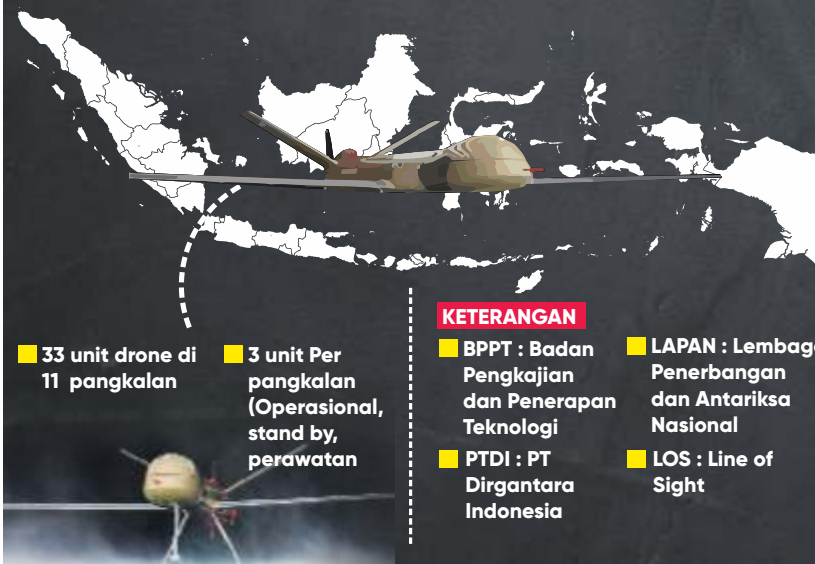 33 unit drone di
11 pangkalan
3 unit Per
pangkalan
(Operasional,
stand by,
perawatan
KETERANGAN
BPPT : Badan
Pengkajian
dan Penerapan
Teknologi
PTDI : PT
Dirgantara
Indonesia
LAPAN : Lembaga
Penerbangan
dan Antariksa
Nasional
LOS : Line of
Sight